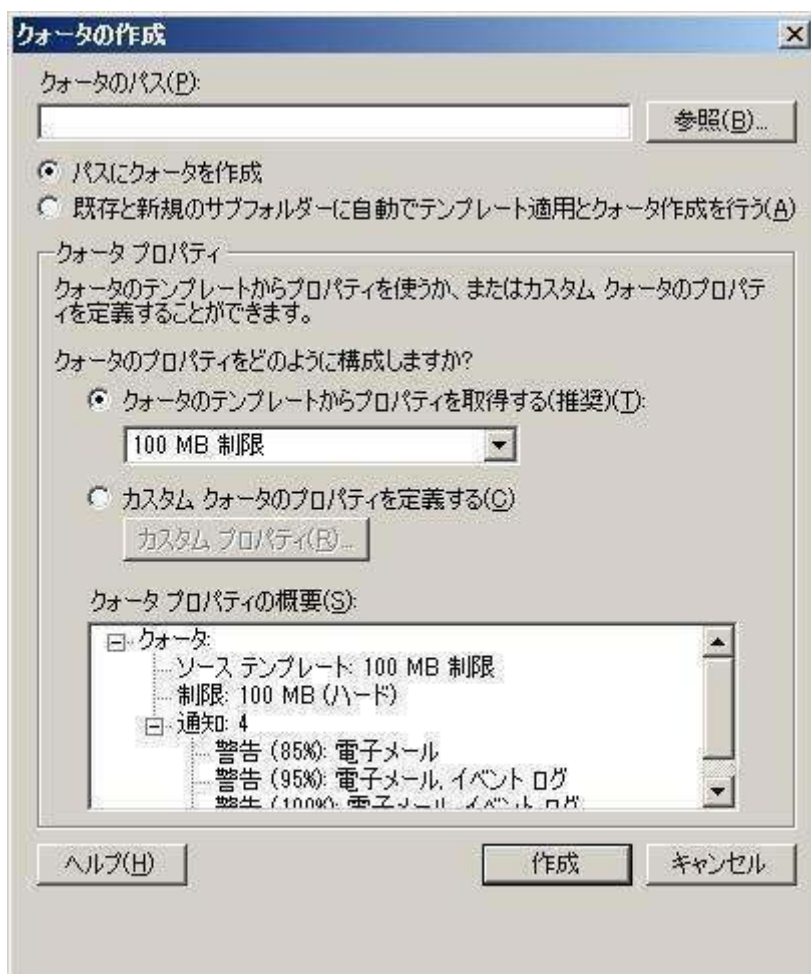 クォータの作成
クォータのパス(P):
参照(B)...
パスにクォータを作成
既存と新規のサブフォルダーに自動でテンプレート適用とクォータ作成を行う(A)
クォータ プロパティ
クォータのテンプレートからプロパティを使うか、またはカスタム クォータのプロパテ
ィを定義することができます。
クォータのプロパティをどのように構成しますか?
クォータのテンプレートからプロパティを取得する(推奨)(T):
100 MB 制限
カスタム クォータのプロパティを定義する(C)
カスタム プロパティ(R)...
クォータ プロパティの概要(S):
クォータ:
ソース テンプレート: 100 MB 制限
制限: 100 MB (ハード)
通知: 4
警告 (85%): 電子メール
警告 (95%): 電子メール, イベント ログ
警告 (100%): 電子メール, イベント ログ
ヘルプ(H)
作成
キャンセル